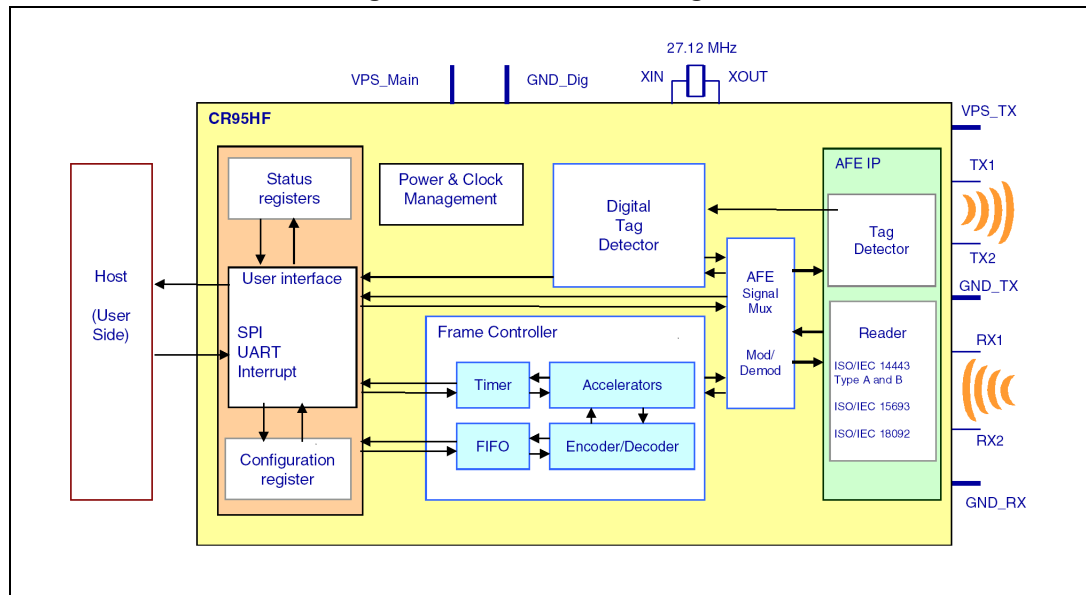 27.12 MHz
VPS_Main
GND_Dig
XIN
XOUT
VPS_TX
CR95HF
AFE IP
TX1
Status
registers
Power & Clock
Management
Digital
Tag
Detector
Tag
Detector
TX2
Host
(User
Side)
User interface
SPI
UART
Interrupt
AFE
Signal
Mux
Mod/
Demod
GND_TX
Reader
ISO/IEC 14443
Type A and B
ISO/IEC 15693
ISO/IEC 18092
RX1
Frame Controller
Timer
Accelerators
FIFO
Encoder/Decoder
RX2
Configuration
register
GND_RX